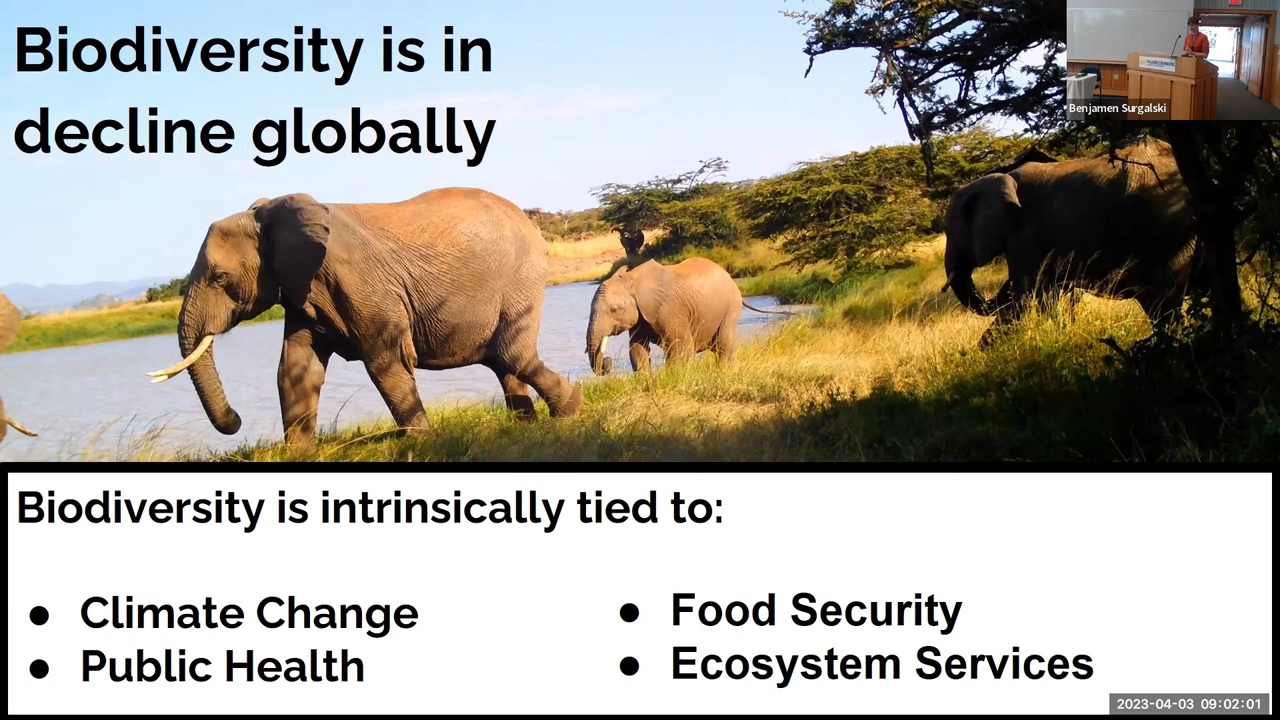 Biodiversity is in
decline globally
Benjamen Surgalski
Biodiversity is intrinsically tied to:
● Climate Change
● Public Health
● Food Security
● Ecosystem Services
2023-04-03 09:02:01